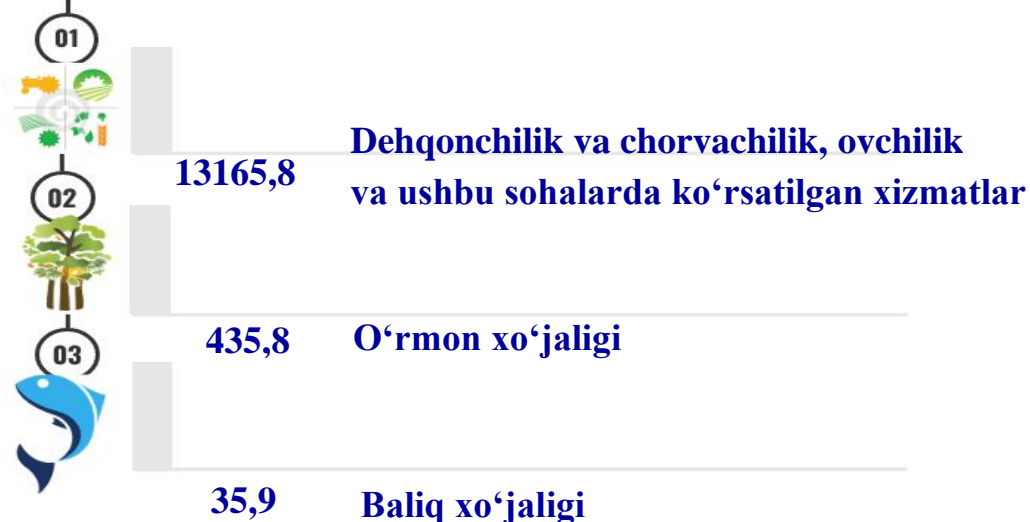 01
Dehqonchilik va chorvachilik, ovchilik
13165,8
va ushbu sohalarda ko‘rsatilgan xizmatlar
02
435,8 O‘rmon xo‘jaligi
03
35,9 Baliq xo‘jaligi